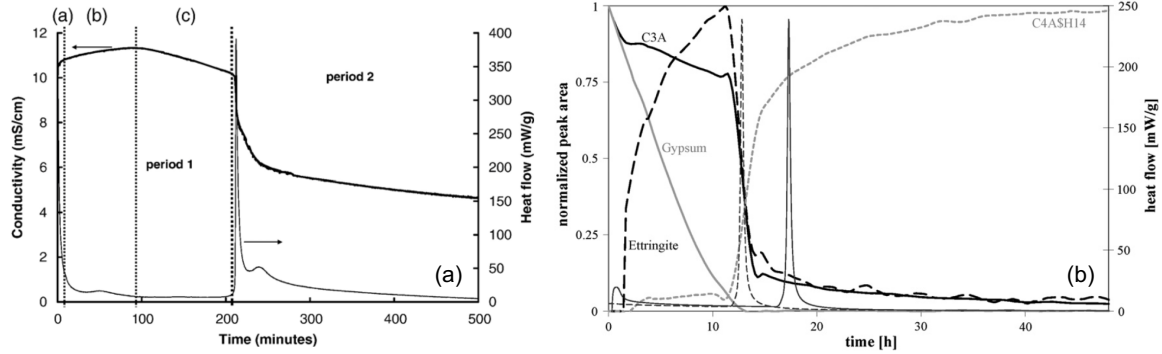 (a) (b) (c)
12
10
8
6
4
2
0
Conductivity (mS/cm)
period 1
period 2
400
350
300
250
200
150
100
50
0
Heat flow (mW/g)
(a)
0 100 200 300 400 500
Time (minutes)
1
0.75
0.5
0.25
0
normalized peak area
C3A
C4A$H14
Gypsum
Ettringite
250
200
150
100
50
0
heat flow [mW/g]
(b)
0 10 20 30 40
time [h]